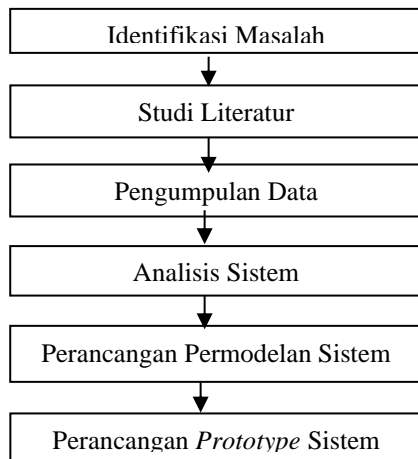 Identifikasi Masalah
Studi Literatur
Pengumpulan Data
Analisis Sistem
Perancangan Permodelan Sistem
Perancangan Prototype Sistem